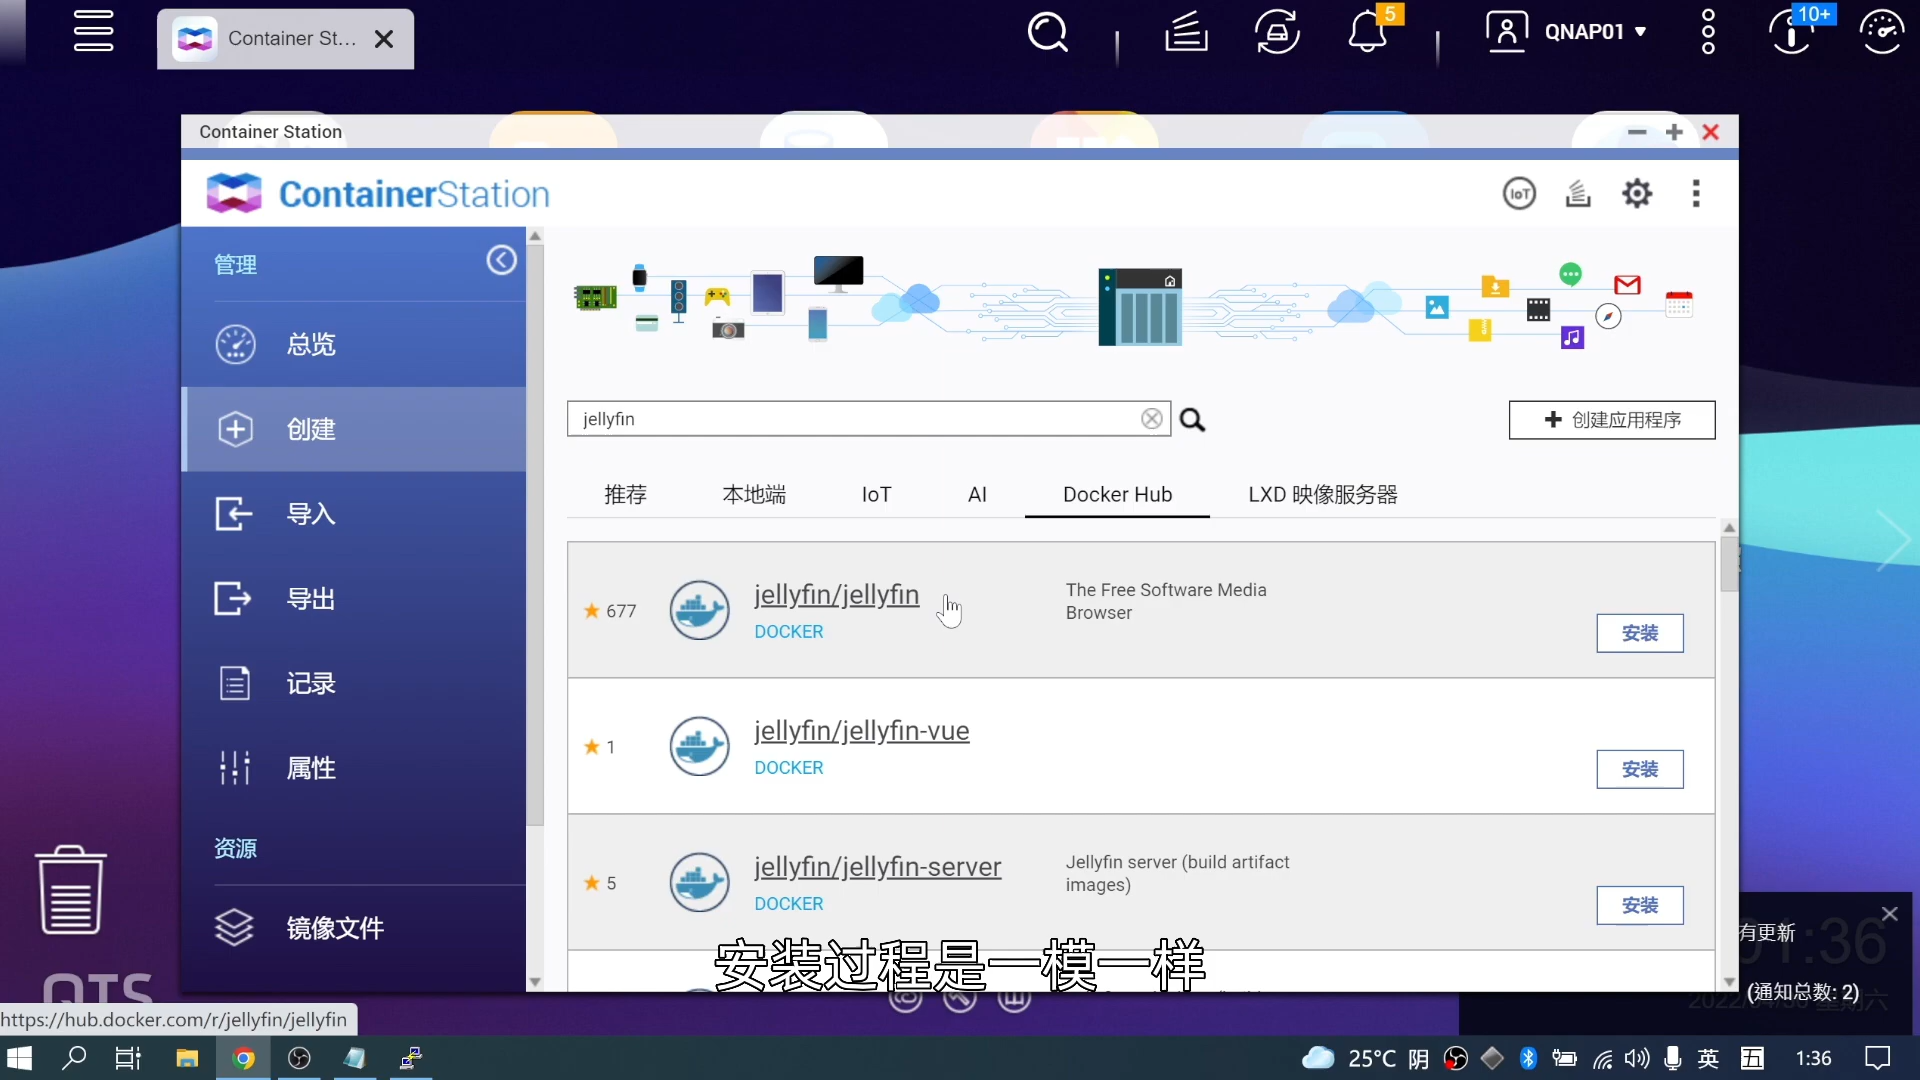 Container St...
5
QNAP01
10+
Container Station
ContainerStation
IoT
管理
总览
创建
导入
导出
记录
属性
资源
镜像文件
jellyfin
创建应用程序
推荐
本地端
IoT
AI
Docker Hub
LXD 映像服务器
677
jellyfin/jellyfin
DOCKER
The Free Software Media
Browser
安装
1
jellyfin/jellyfin-vue
DOCKER
安装
5
jellyfin/jellyfin-server
DOCKER
Jellyfin server (build artifact
images)
安装
安装过程是一模一样
有更新
(通知总数: 2)
QTS
https://hub.docker.com/r/jellyfin/jellyfin
25°C 阴
英
五
1:36